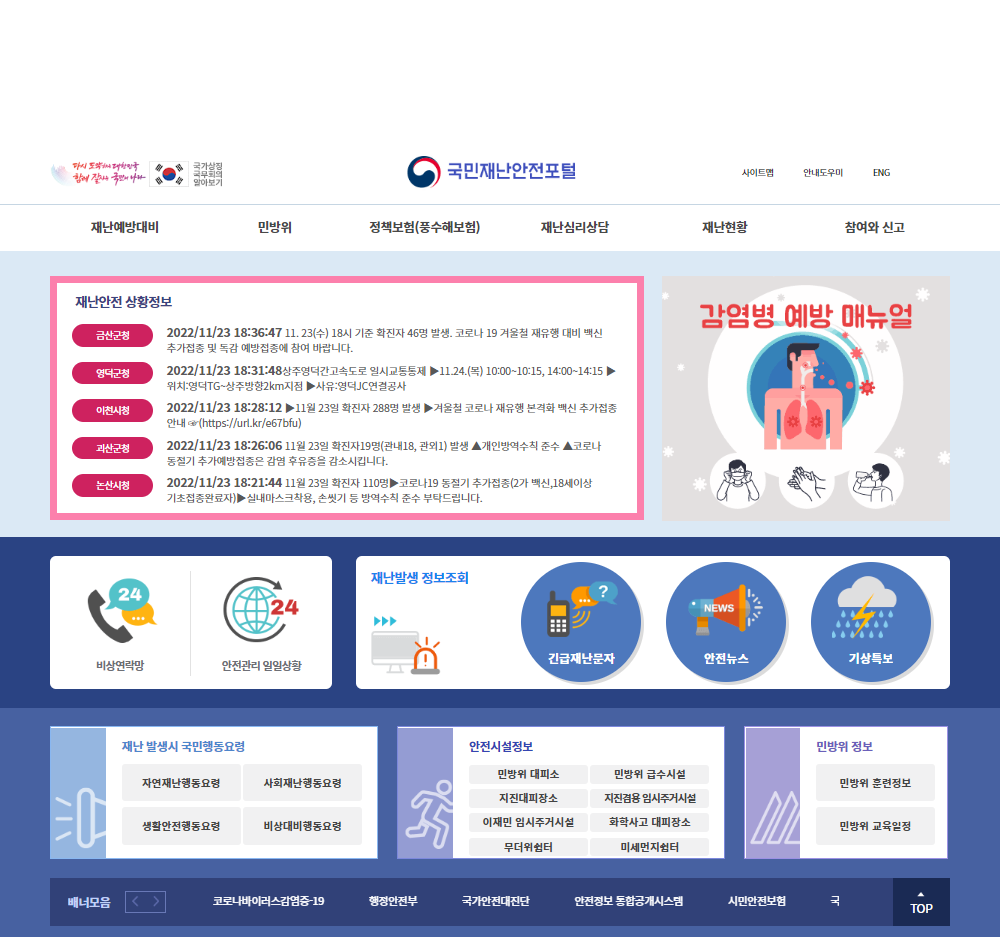 다시 도약하는 대한민국
함께 잘사는 국민의 나라
국가상징
국무회의
알아보기
국민재난안전포털
사이트맵 안내도우미 ENG
재난예방대비 민방위 정책보험(풍수해보험) 재난심리상담 재난현황 참여와 신고
재난안전 상황정보
금산군청
2022/11/23 18:36:47 11. 23(수) 18시 기준 확진자 46명 발생. 코로나 19 겨울철 재유행 대비 백신
추가접종 및 독감 예방접종에 참여 바랍니다.
영덕군청
2022/11/23 18:31:48상주영덕간고속도로 일시교통통제 ▶11.24.(목) 10:00~10:15, 14:00~14:15 ▶
위치:영덕TG~상주방향2km지점 ▶사유:영덕JC연결공사
이천시청
2022/11/23 18:28:12 ▶11월 23일 확진자 288명 발생 ▶겨울철 코로나 재유행 본격화 백신 추가접종
안내 ☞(https://url.kr/e67bfu)
괴산군청
2022/11/23 18:26:06 11월 23일 확진자19명(관내18, 관외1) 발생 ▲개인방역수칙 준수 ▲코로나
동절기 추가예방접종은 감염 후유증을 감소시킵니다.
논산시청
2022/11/23 18:21:44 11월 23일 확진자 110명▶코로나19 동절기 추가접종(2가 백신,18세이상
기초접종완료자)▶실내마스크착용, 손씻기 등 방역수칙 준수 부탁드립니다.
감염병 예방 매뉴얼
24
비상연락망
24
안전관리 일일상황
재난발생 정보조회
?
긴급재난문자
NEWS
안전뉴스
기상특보
재난 발생시 국민행동요령
자연재난행동요령 사회재난행동요령
생활안전행동요령 비상대비행동요령
안전시설정보
민방위 대피소 민방위 급수시설
지진대피장소 지진겸용 임시주거시설
이재민 임시주거시설 화학사고 대피장소
무더위쉼터 미세먼지쉼터
민방위 정보
민방위 훈련정보
민방위 교육일정
배너모음 코로나바이러스감염증-19 행정안전부 국가안전대진단 안전정보 통합공개시스템 시민안전보험 국
TOP